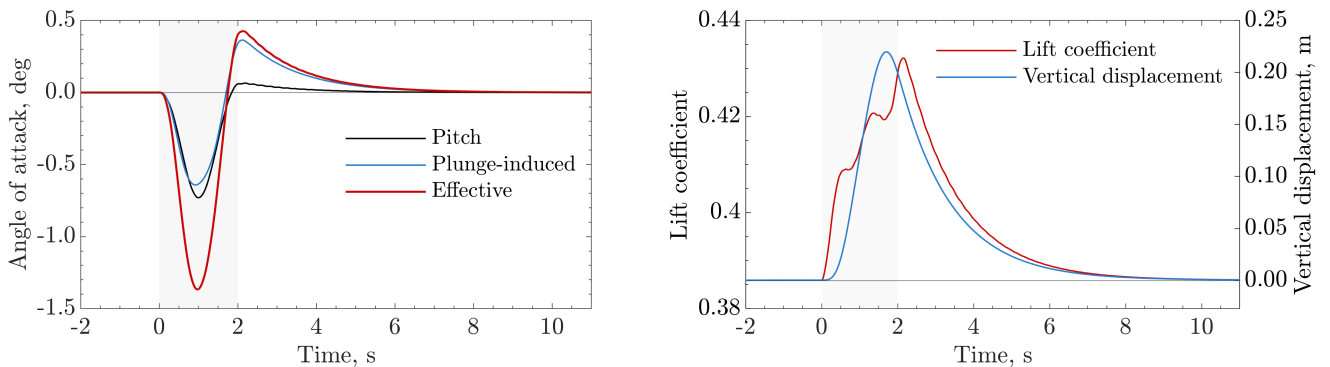 0.5
0.0
-0.5
-1.0
-1.5
Angle of attack, deg
Pitch
Plunge-induced
Effective
-2 0 2 4 6 8 10
Time, s
0.44
0.42
0.4
0.38
Lift coefficient
Lift coefficient
Vertical displacement
0.25
0.20
0.15
0.10
0.05
0.00
Vertical displacement, m
-2 0 2 4 6 8 10
Time, s